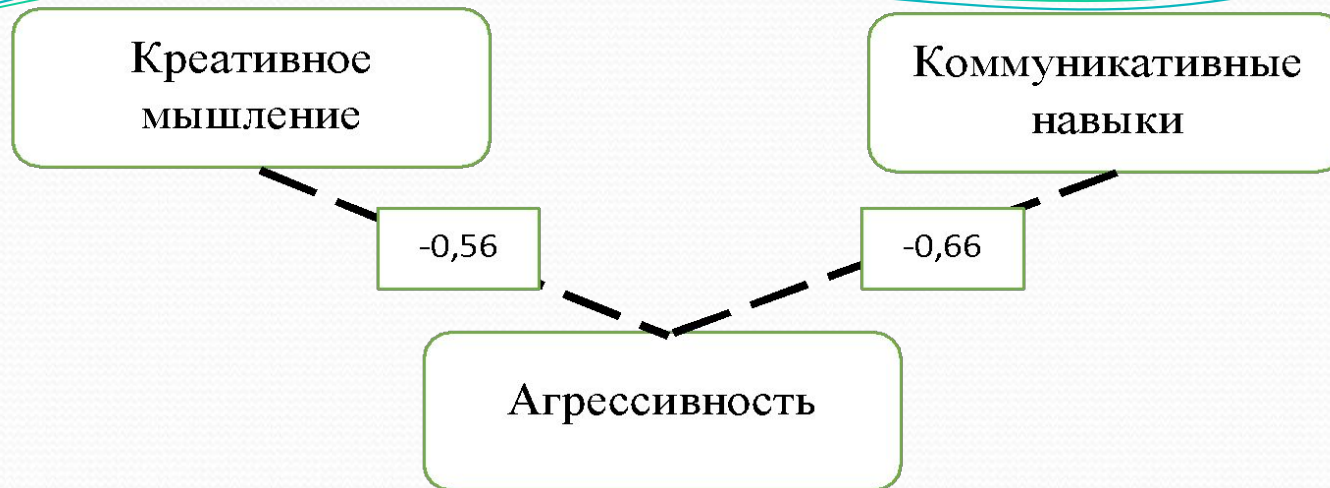 Креативное
мышление
Коммуникативные
навыки
-0,56
-0,66
Агрессивность